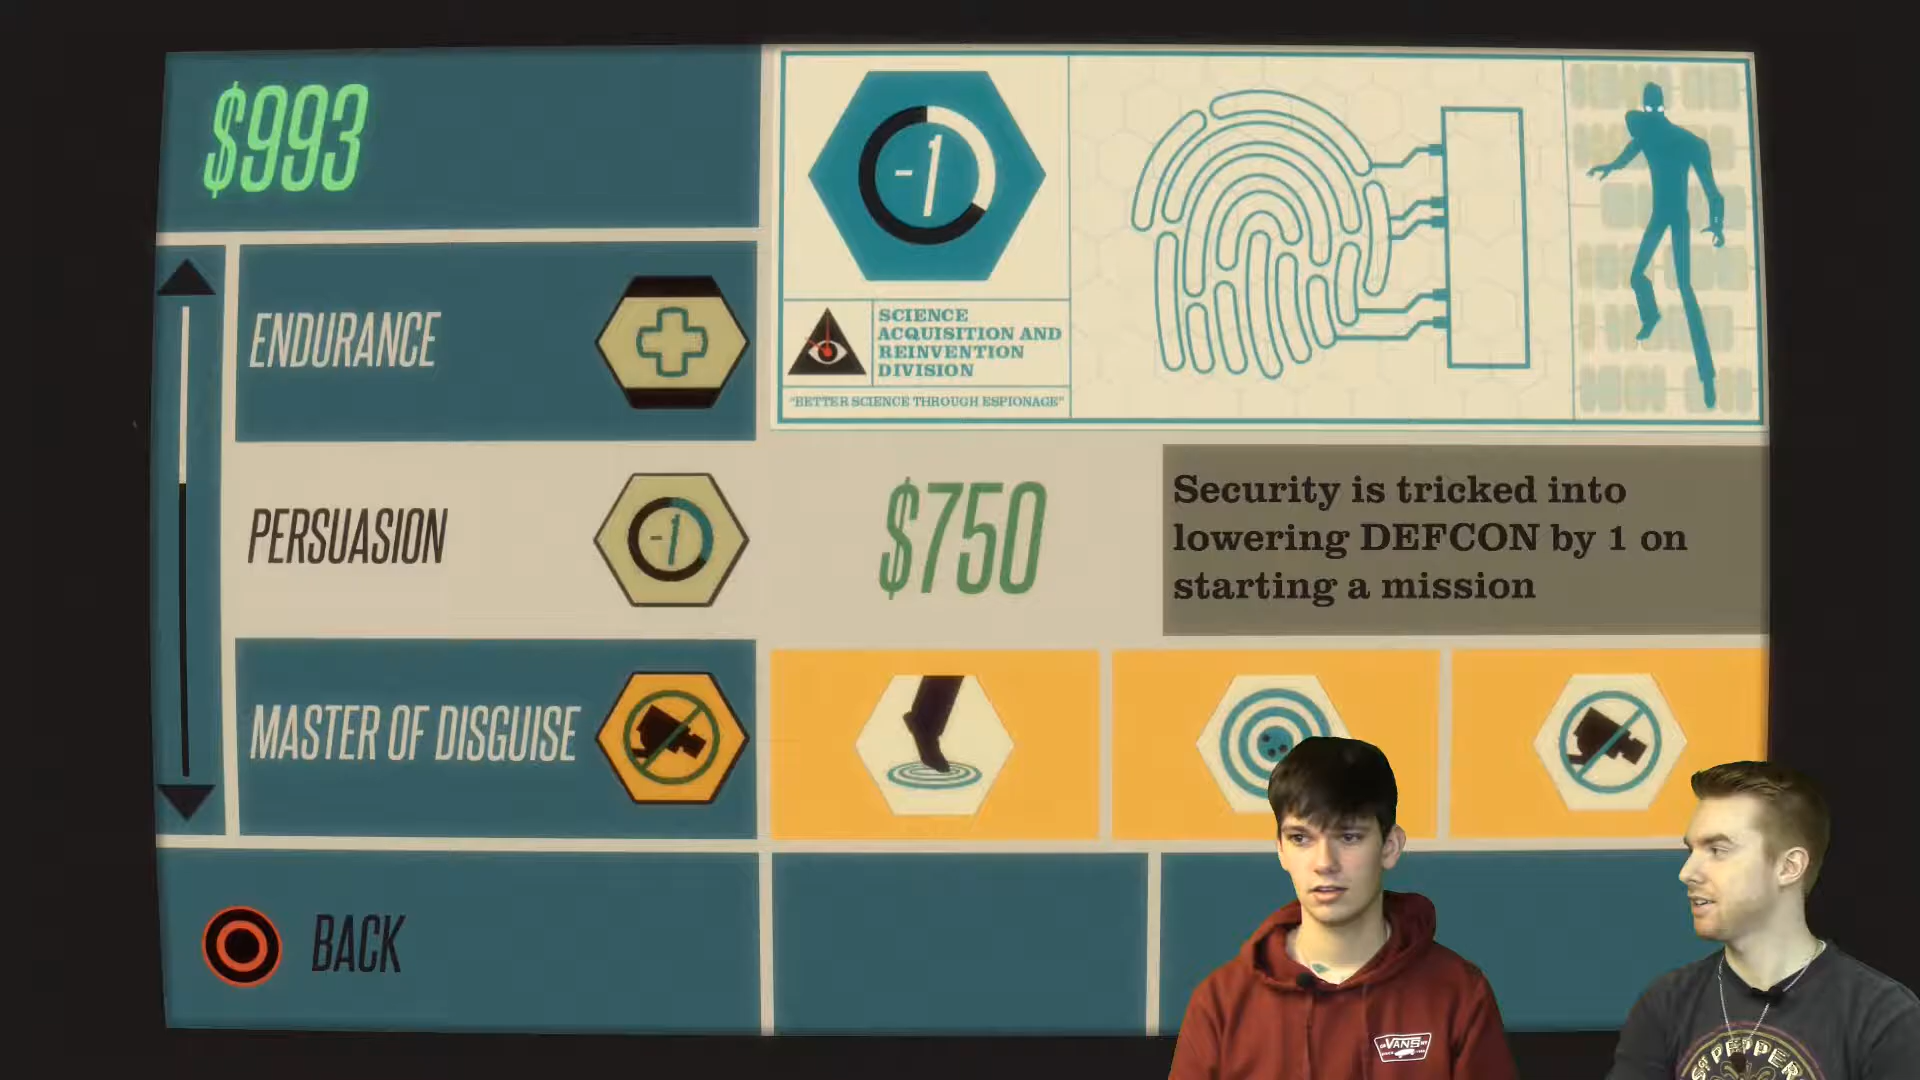 $993
-1
SCIENCE
ACQUISITION AND
REINVENTION
DIVISION
"BETTER SCIENCE THROUGH ESPIONAGE"
ENDURANCE
PERSUASION
-1
$750
Security is tricked into
lowering DEFCON by 1 on
starting a mission
MASTER OF DISGUISE
BACK
VANS
PEPPER